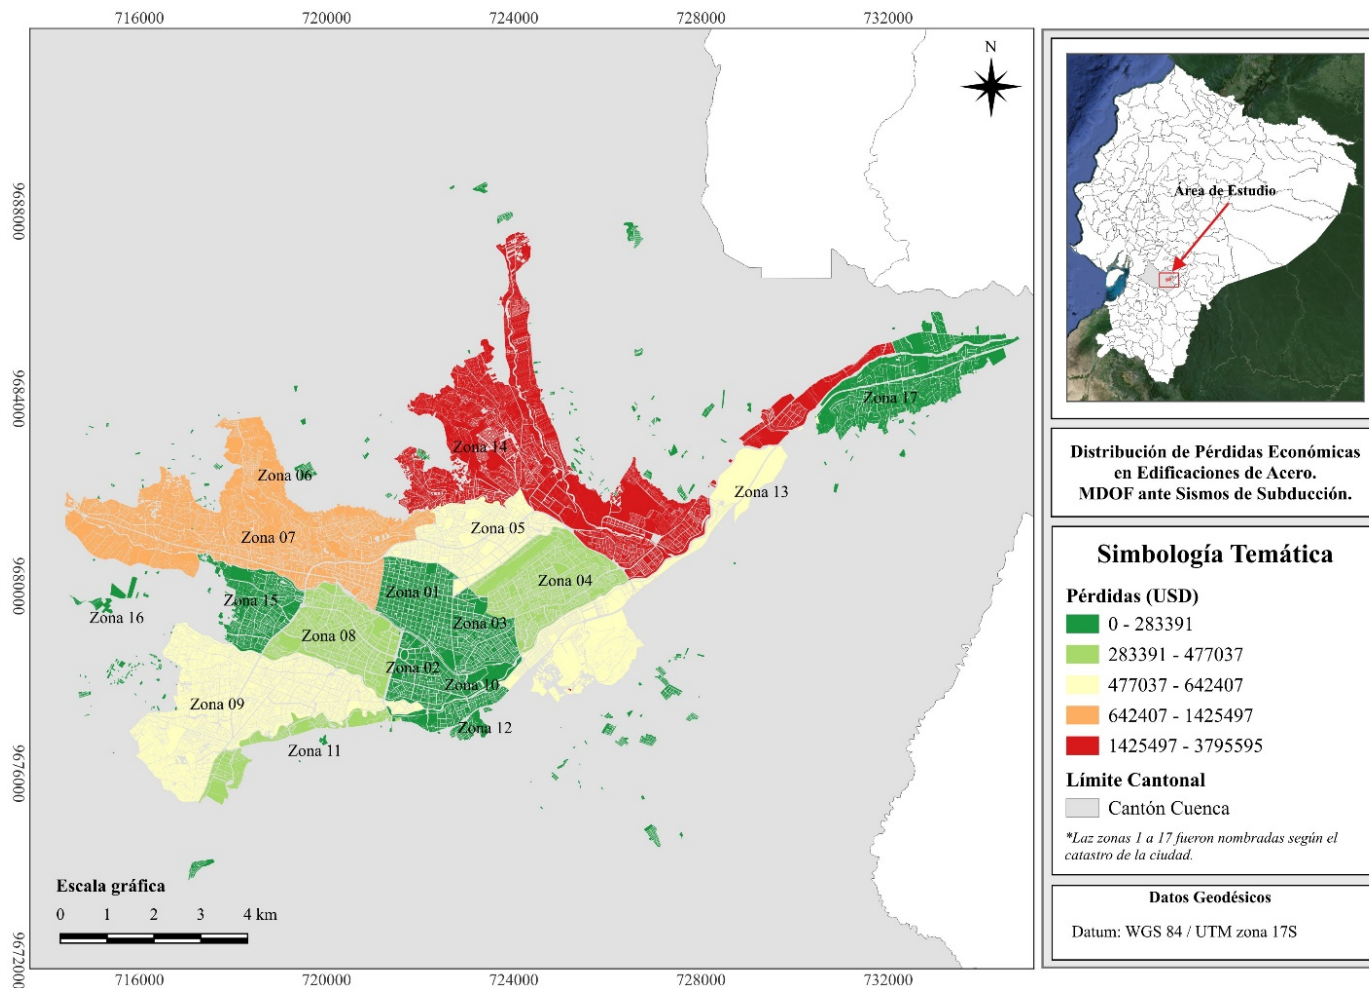 716000
720000
724000
728000
732000
N
9688000
9684000
9680000
9676000
9672000
Zona 14
Zona 17
Zona 06
Zona 13
Zona 05
Zona 07
Zona 04
Zona 01
Zona 15
Zona 16
Zona 03
Zona 08
Zona 02
Zona 10
Zona 09
Zona 12
Zona 11
Escala gráfica
0 1 2 3 4 km
716000
720000
724000
728000
732000
Área de Estudio
Distribución de Pérdidas Económicas
en Edificaciones de Acero.
MDOF ante Sismos de Subducción.
Simbología Temática
Pérdidas (USD)
0 - 283391
283391 - 477037
477037 - 642407
642407 - 1425497
1425497 - 3795595
Límite Cantonal
Cantón Cuenca
*Laz zonas 1 a 17 fueron nombradas según el
catastro de la ciudad.
Datos Geodésicos
Datum: WGS 84 / UTM zona 17S